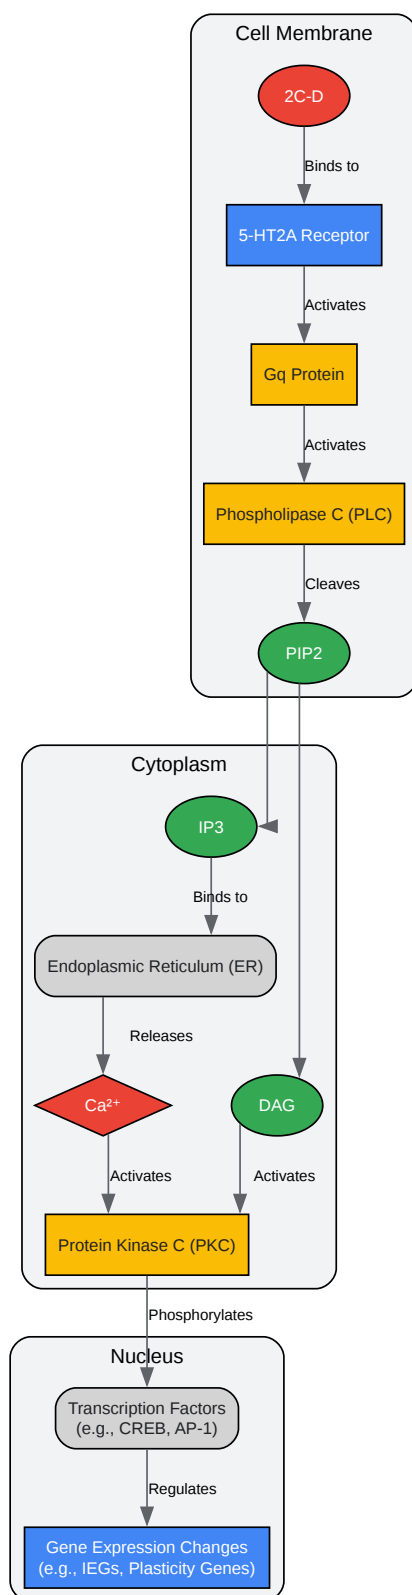 Cell Membrane
2C-D
Binds to
5-HT2A Receptor
Activates
Gq Protein
Activates
Phospholipase C (PLC)
Cleaves
PIP2
Cytoplasm
IP3
Binds to
Endoplasmic Reticulum (ER)
Releases
Ca²⁺
DAG
Activates
Activates
Protein Kinase C (PKC)
Phosphorylates
Nucleus
Transcription Factors
(e.g., CREB, AP-1)
Regulates
Gene Expression Changes
(e.g., IEGs, Plasticity Genes)